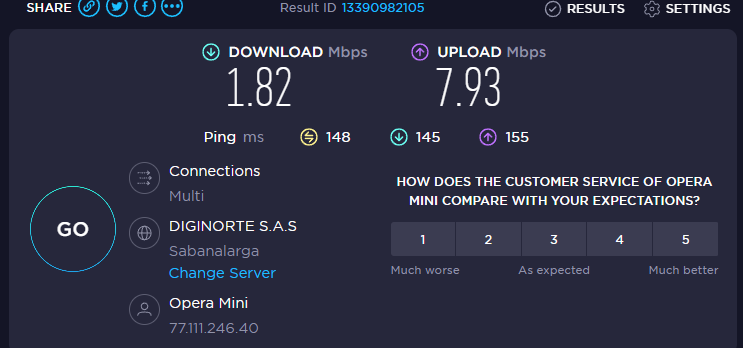 SHARE
Result ID 13390982105
RESULTS
SETTINGS
DOWNLOAD Mbps
1.82
UPLOAD Mbps
7.93
Ping ms
148
145
155
GO
Connections
Multi
DIGINORTE S.A.S
Sabanalarga
Change Server
Opera Mini
77.111.246.40
HOW DOES THE CUSTOMER SERVICE OF OPERA
MINI COMPARE WITH YOUR EXPECTATIONS?
1 2 3 4 5
Much worse As expected Much better